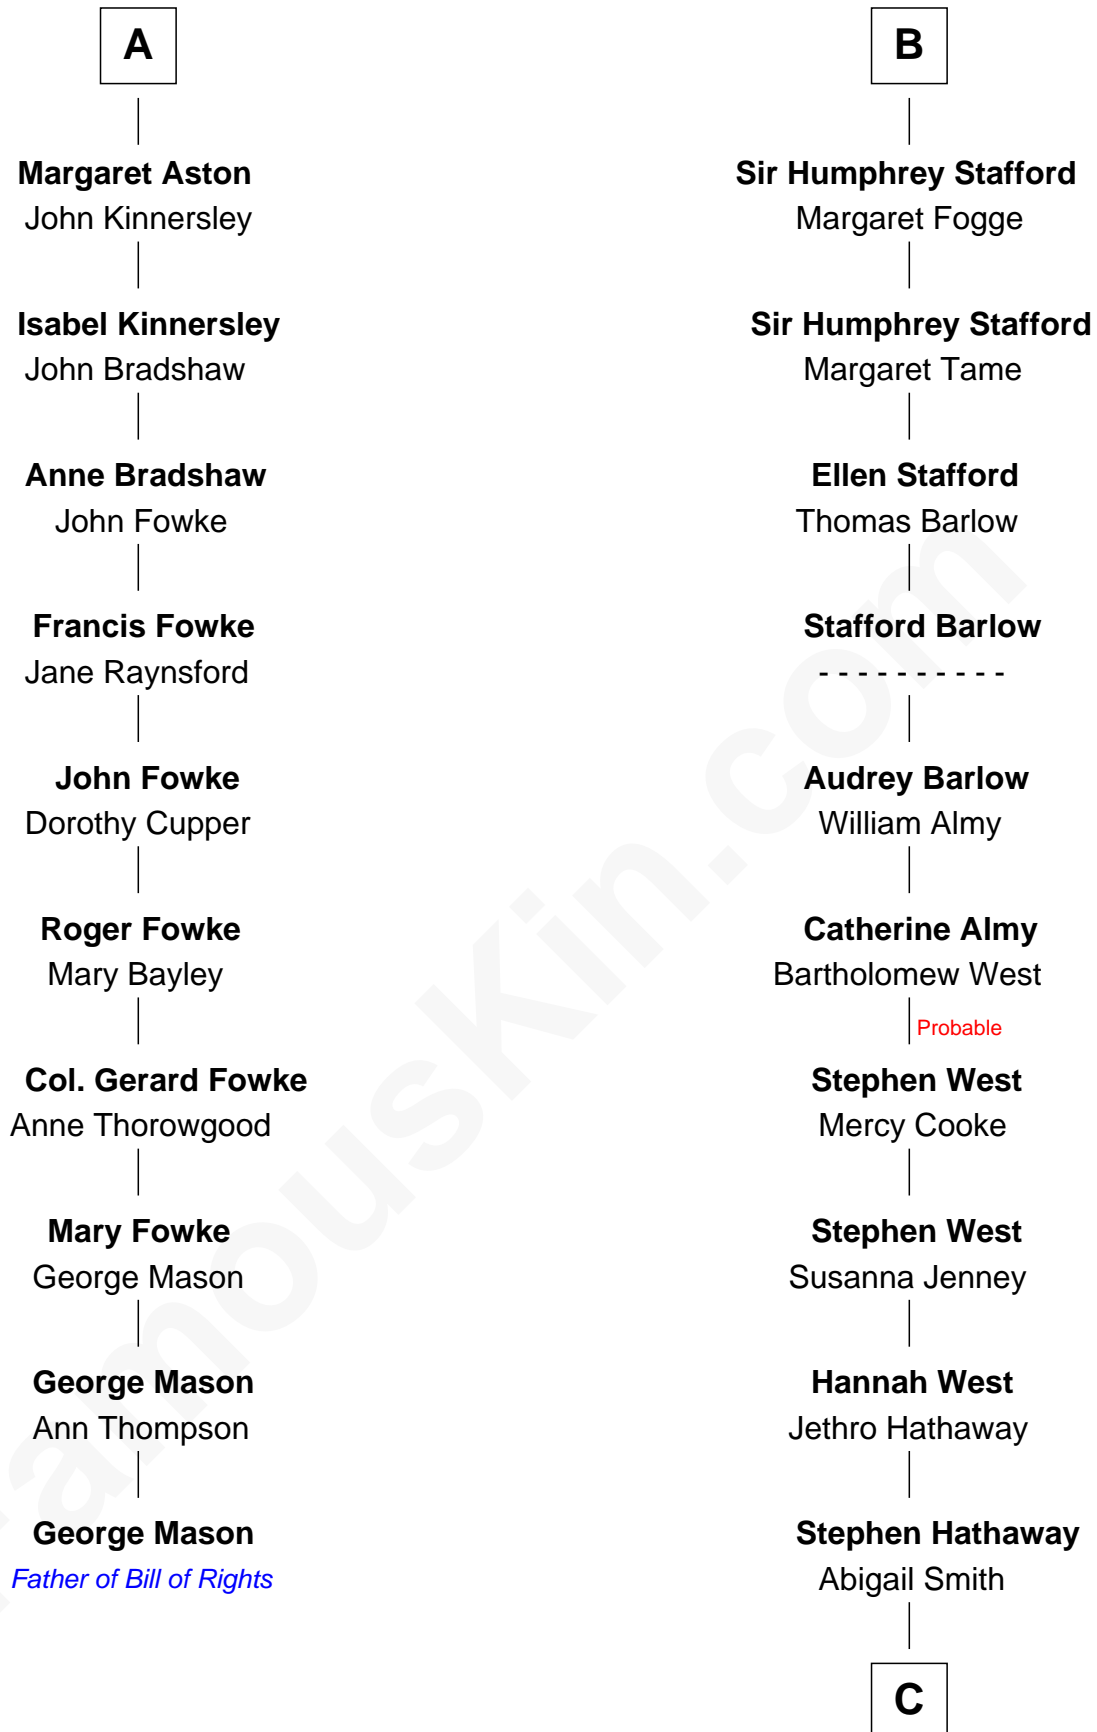 A
Margaret Aston
John Kinnersley
Isabel Kinnersley
John Bradshaw
Anne Bradshaw
John Fowke
Francis Fowke
Jane Raynsford
John Fowke
Dorothy Cupper
Roger Fowke
Mary Bayley
Col. Gerard Fowke
Anne Thorowgood
Mary Fowke
George Mason
George Mason
Ann Thompson
George Mason
Father of Bill of Rights
B
Sir Humphrey Stafford
Margaret Fogge
Sir Humphrey Stafford
Margaret Tame
Ellen Stafford
Thomas Barlow
Stafford Barlow
- - - - - - - - - -
Audrey Barlow
William Almy
Catherine Almy
Bartholomew West
Probable
Stephen West
Mercy Cooke
Stephen West
Susanna Jenney
Hannah West
Jethro Hathaway
Stephen Hathaway
Abigail Smith
C
FamousKin.com